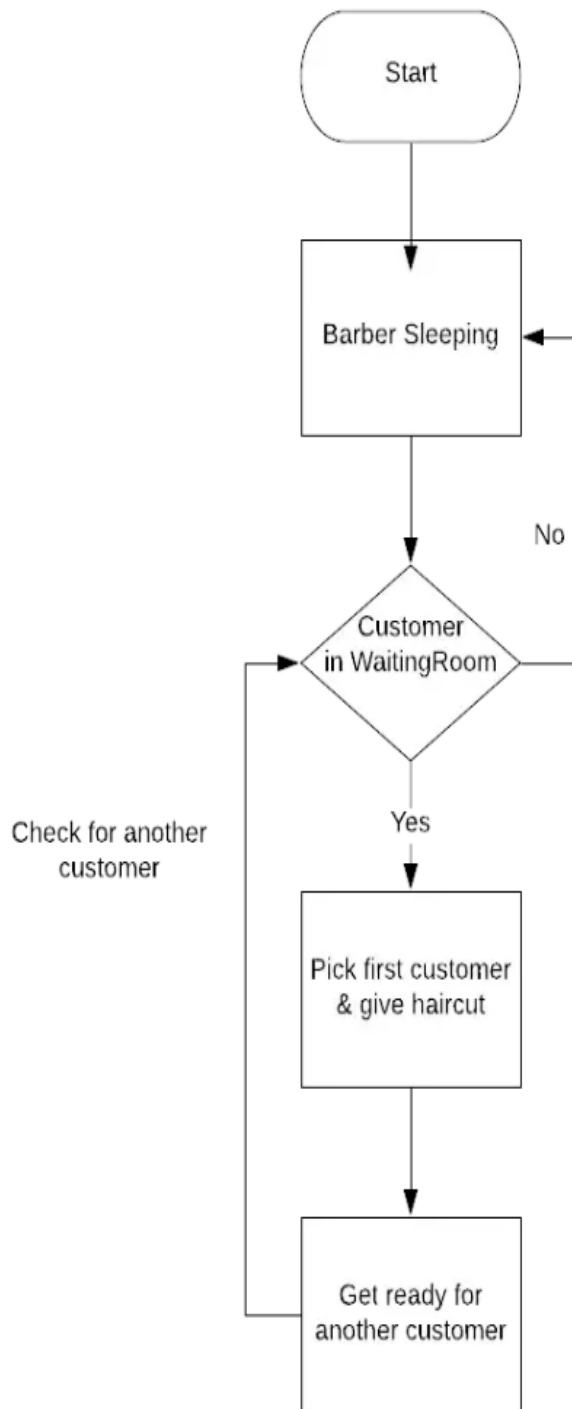 Start
Barber Sleeping
No
Customer
in WaitingRoom
Yes
Check for another
customer
Pick first customer
& give haircut
Get ready for
another customer